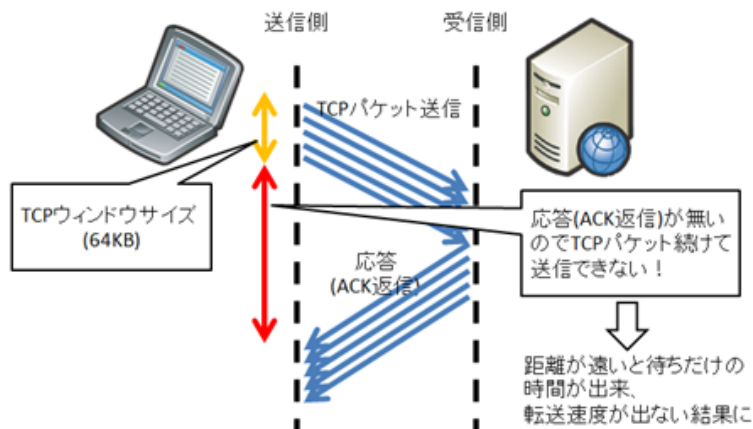 送信側
受信側
TCPパケット送信
TCPウィンドウサイズ
(64KB)
応答(ACK返信)が無い
のでTCPパケット続けて
送信できない！
応答
(ACK返信)
距離が遠いと待ちだけの
時間が出来、
転送速度が出ない結果に